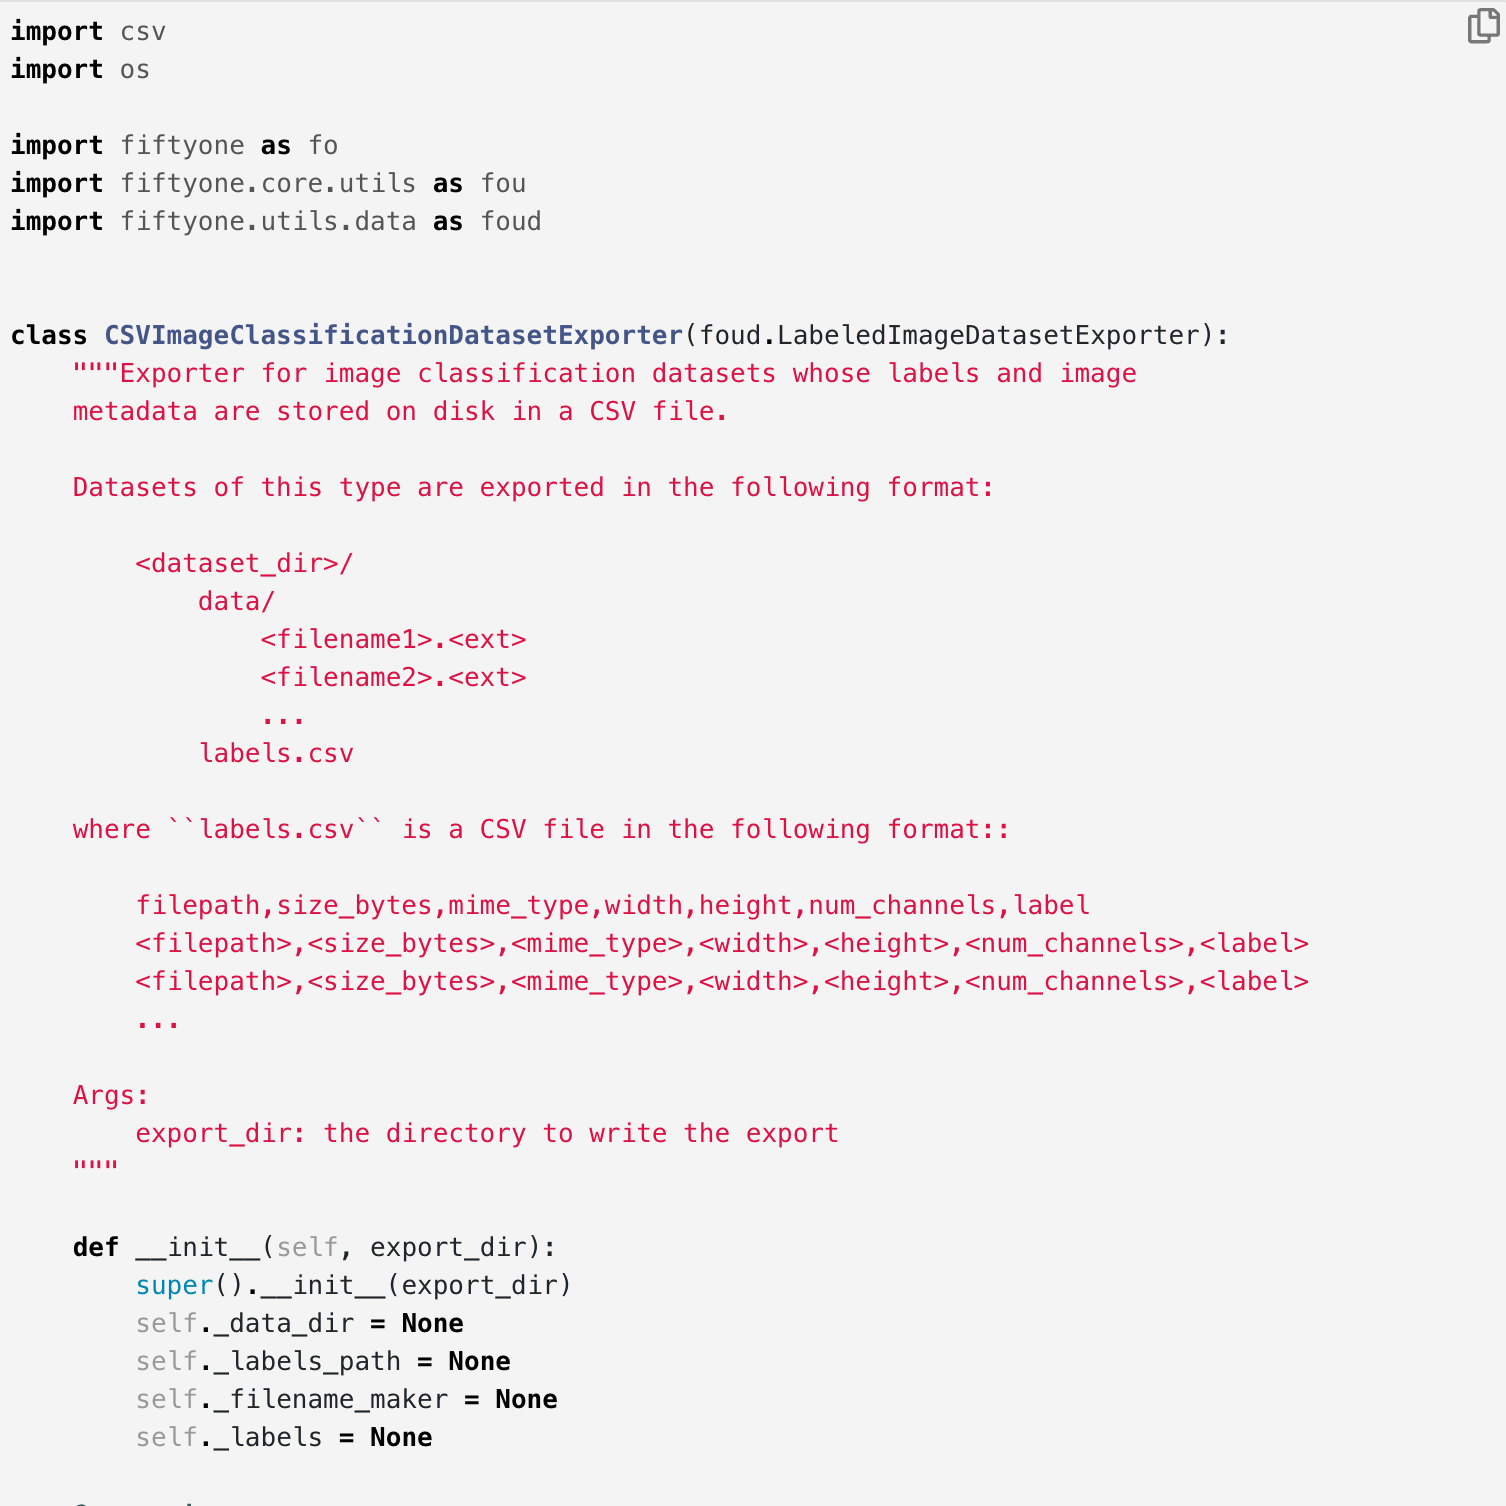 import csv
import os

import fiftyone as fo
import fiftyone.core.utils as fou
import fiftyone.utils.data as foud


class CSVImageClassificationDatasetExporter(foud.LabeledImageDatasetExporter):
    """Exporter for image classification datasets whose labels and image
    metadata are stored on disk in a CSV file.

    Datasets of this type are exported in the following format:

        <dataset_dir>/
            data/
                <filename1>.<ext>
                <filename2>.<ext>
                ...
            labels.csv

    where ``labels.csv`` is a CSV file in the following format::

        filepath,size_bytes,mime_type,width,height,num_channels,label
        <filepath>,<size_bytes>,<mime_type>,<width>,<height>,<num_channels>,<label>
        <filepath>,<size_bytes>,<mime_type>,<width>,<height>,<num_channels>,<label>
        ...

    Args:
        export_dir: the directory to write the export
    """

    def __init__(self, export_dir):
        super().__init__(export_dir)
        self._data_dir = None
        self._labels_path = None
        self._filename_maker = None
        self._labels = None